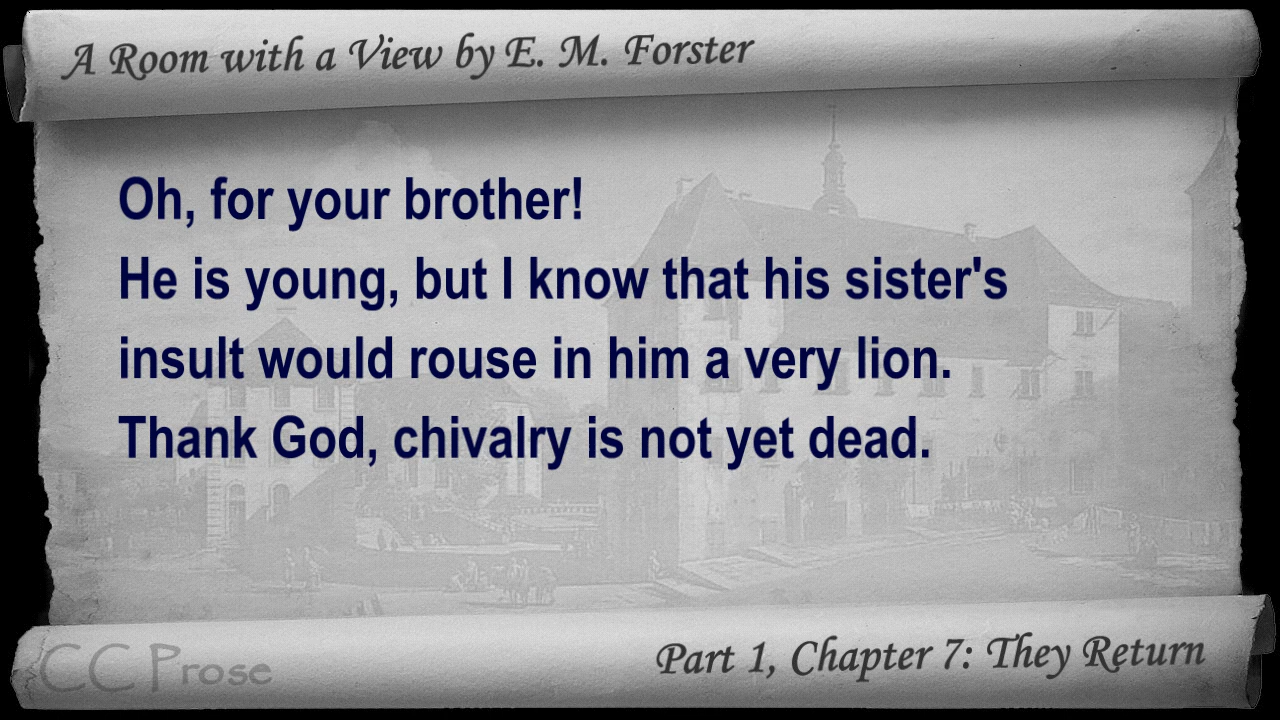 A Room with a View by E. M. Forster
Oh, for your brother!
He is young, but I know that his sister's
insult would rouse in him a very lion.
Thank God, chivalry is not yet dead.
CC Prose
Part 1, Chapter 7: They Return